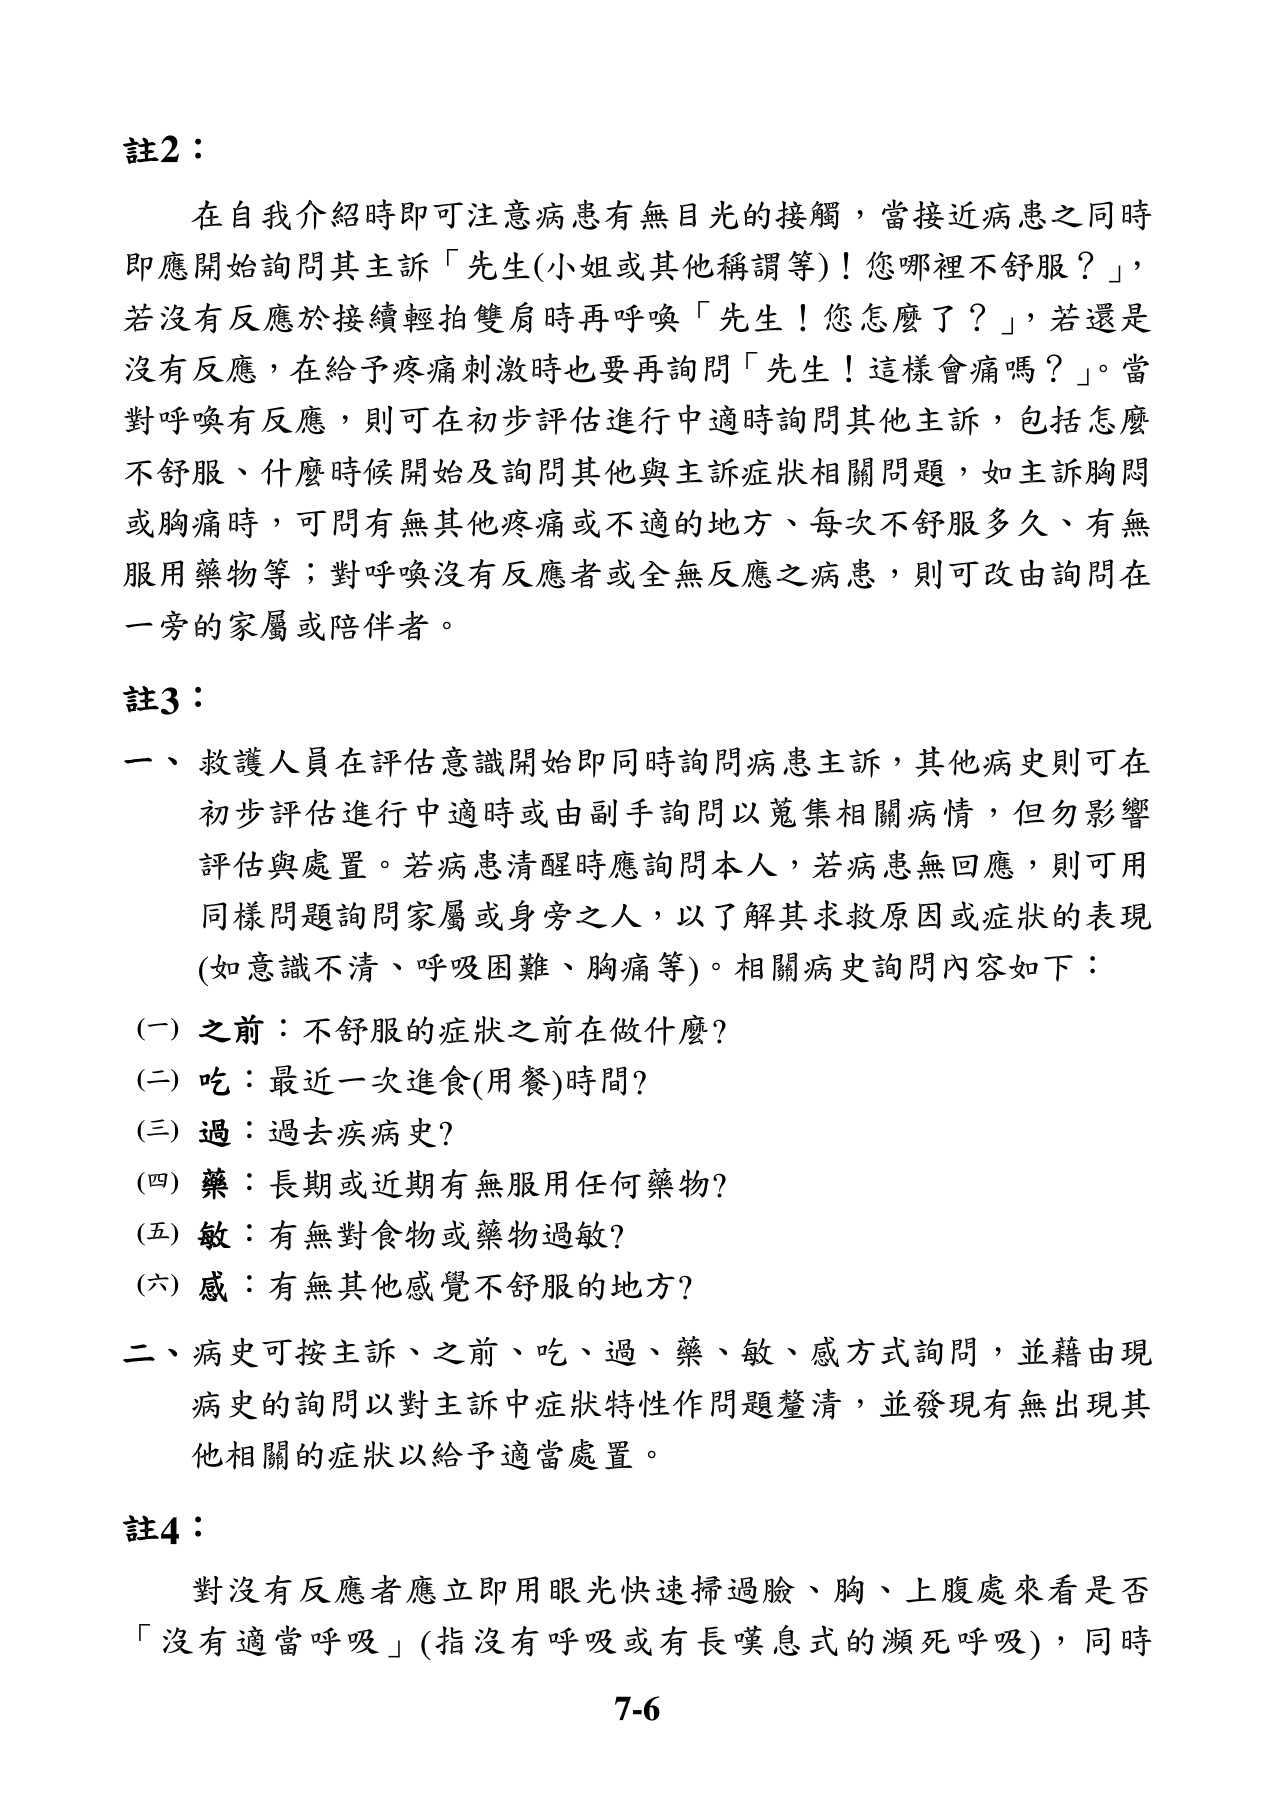 註2：
在自我介紹時即可注意病患有無目光的接觸，當接近病患之同時
即應開始詢問其主訴「先生(小姐或其他稱謂等)！您哪裡不舒服？」，
若沒有反應於接續輕拍雙肩時再呼喚「先生！您怎麼了？」，若還是
沒有反應，在給予疼痛刺激時也要再詢問「先生！這樣會痛嗎？」。當
對呼喚有反應，則可在初步評估進行中適時詢問其他主訴，包括怎麼
不舒服、什麼時候開始及詢問其他與主訴症狀相關問題，如主訴胸悶
或胸痛時，可問有無其他疼痛或不適的地方、每次不舒服多久、有無
服用藥物等；對呼喚沒有反應者或全無反應之病患，則可改由詢問在
一旁的家屬或陪伴者。
註3：
一、 救護人員在評估意識開始即同時詢問病患主訴，其他病史則可在
初步評估進行中適時或由副手詢問以蒐集相關病情，但勿影響
評估與處置。若病患清醒時應詢問本人，若病患無回應，則可用
同樣問題詢問家屬或身旁之人，以了解其求救原因或症狀的表現
(如意識不清、呼吸困難、胸痛等)。相關病史詢問內容如下：
(一) 之前：不舒服的症狀之前在做什麼?
(二) 吃：最近一次進食(用餐)時間?
(三) 過：過去疾病史?
(四) 藥：長期或近期有無服用任何藥物?
(五) 敏：有無對食物或藥物過敏?
(六) 感：有無其他感覺不舒服的地方?
二、病史可按主訴、之前、吃、過、藥、敏、感方式詢問，並藉由現
病史的詢問以對主訴中症狀特性作問題釐清，並發現有無出現其
他相關的症狀以給予適當處置。
註4：
對沒有反應者應立即用眼光快速掃過臉、胸、上腹處來看是否
「沒有適當呼吸」(指沒有呼吸或有長嘆息式的瀕死呼吸)，同時
7-6